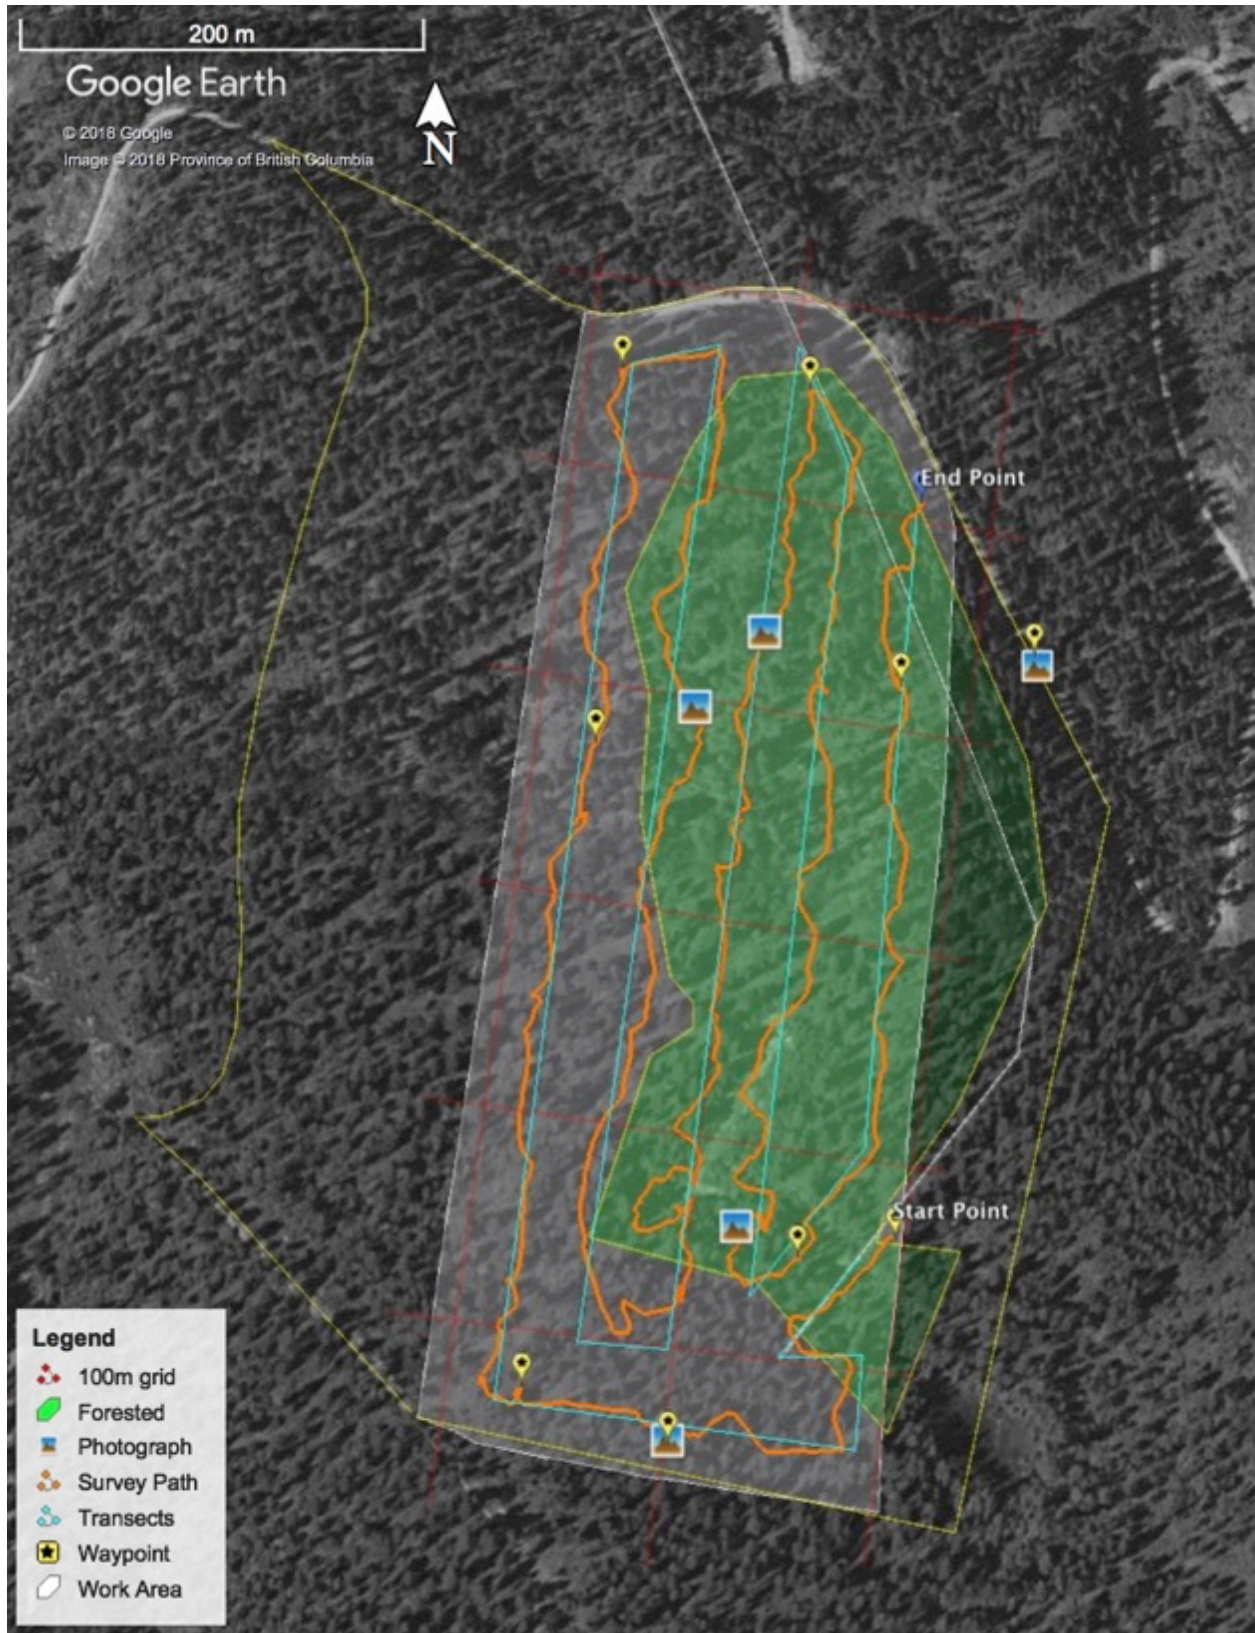 200 m
Google Earth
© 2018 Google
Image © 2018 Province of British Columbia
N
End Point
Start Point
Legend
100m grid
Forested
Photograph
Survey Path
Transects
Waypoint
Work Area